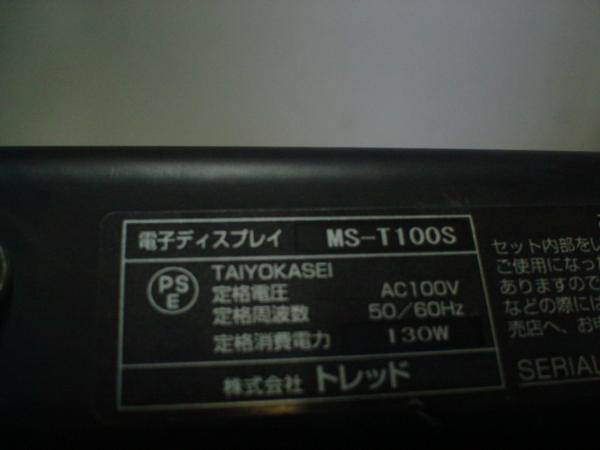 電子ディスプレイ MS-T100S
PS
E
TAIYOKASEI
定格電圧 AC100V
定格周波数 50/60Hz
定格消費電力 130W
株式会社 トレッド
セット内部を
ご使用になった
ありますので
などの際には
売店へ、お
SERIAL